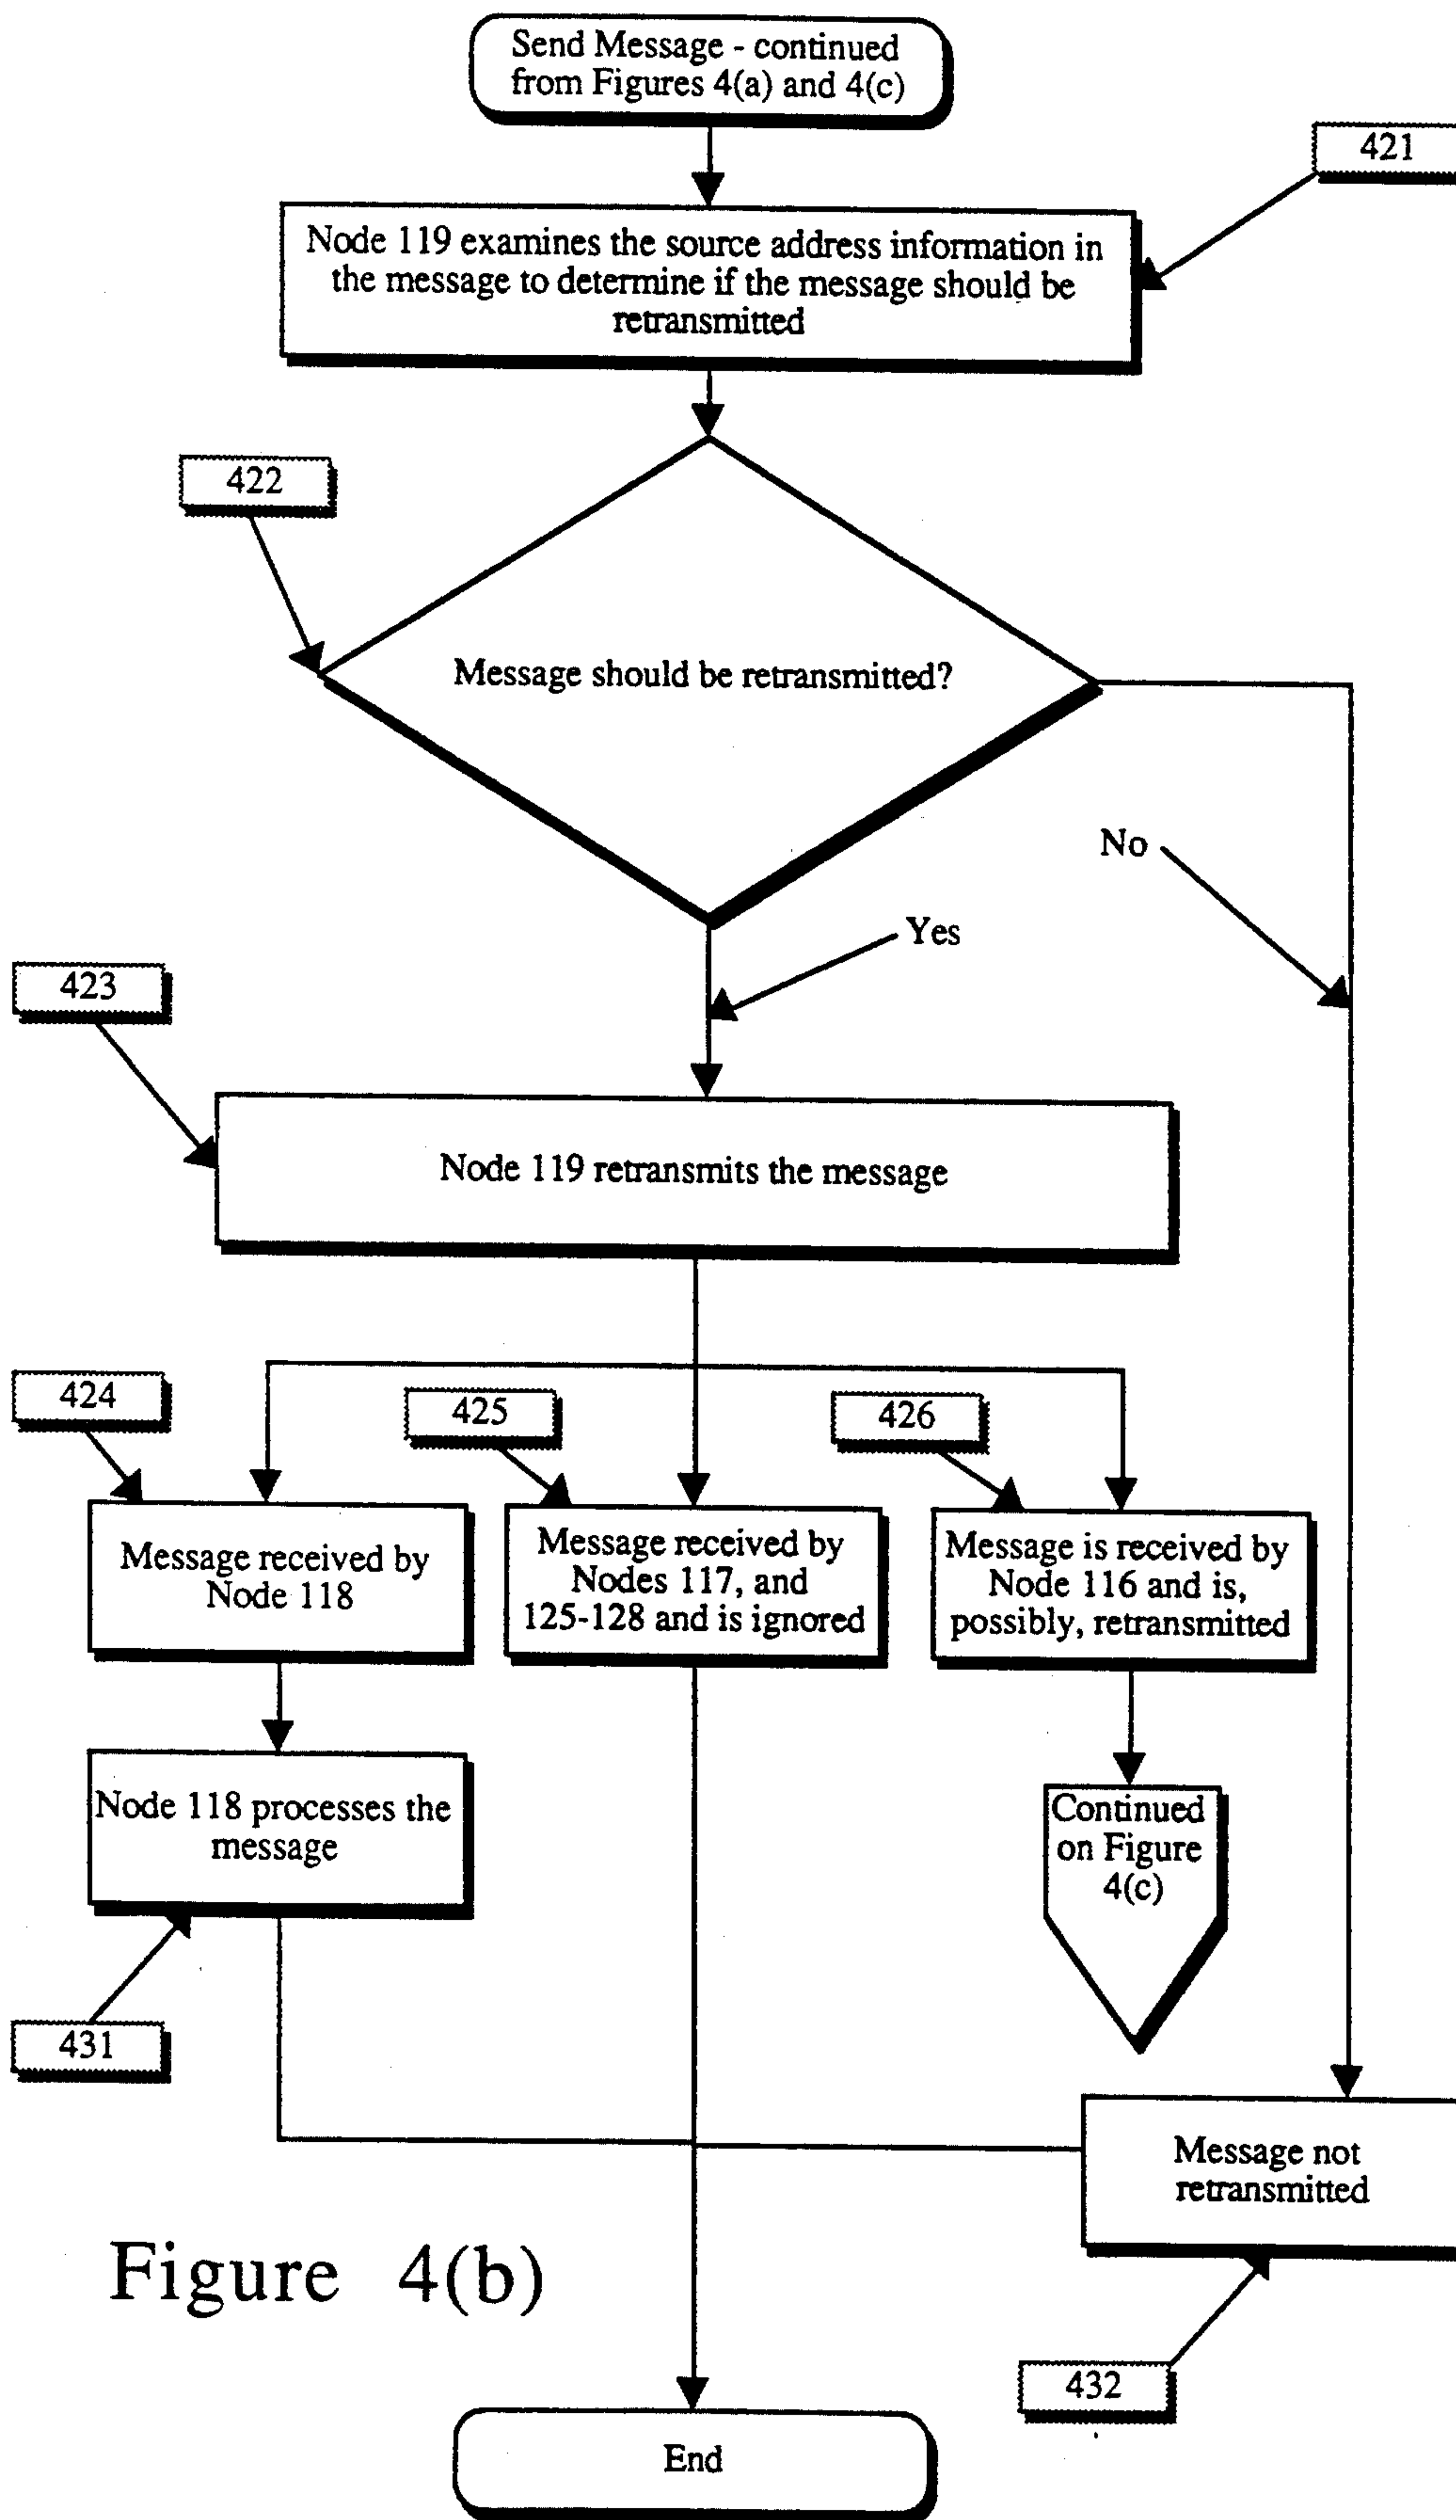 Send Message - continued
from Figures 4(a) and 4(c)
421
Node 119 examines the source address information in
the message to determine if the message should be
retransmitted
422
Message should be retransmitted?
No
Yes
423
Node 119 retransmits the message
424
425
426
Message received by
Node 118
Message received by
Nodes 117, and
125-128 and is ignored
Message is received by
Node 116 and is,
possibly, retransmitted
Node 118 processes the
message
Continued
on Figure
4(c)
431
Message not
retransmitted
Figure 4(b)
432
End